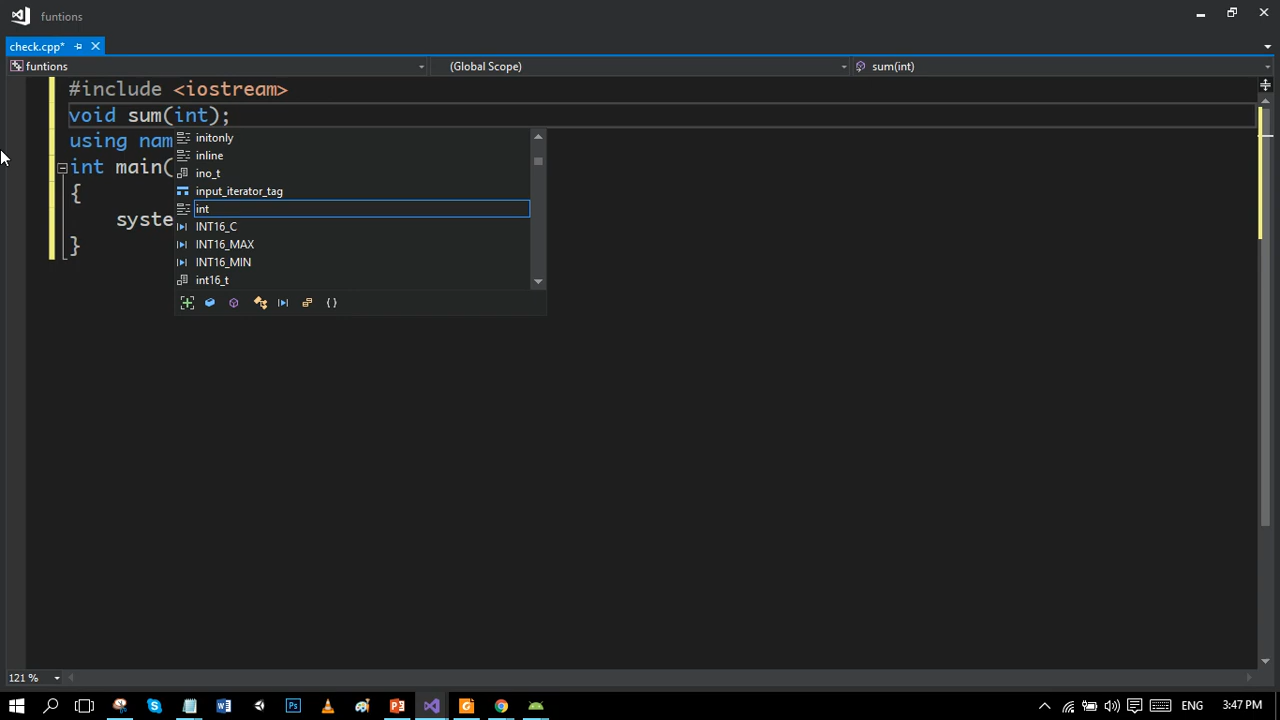 funtions
check.cpp*
funtions
(Global Scope)
sum(int)
#include <iostream>
void sum(int);
using nam
int main(
{
syste
}
initonly
inline
ino_t
input_iterator_tag
int
INT16_C
INT16_MAX
INT16_MIN
int16_t
{ }
121 %
ENG
3:47 PM